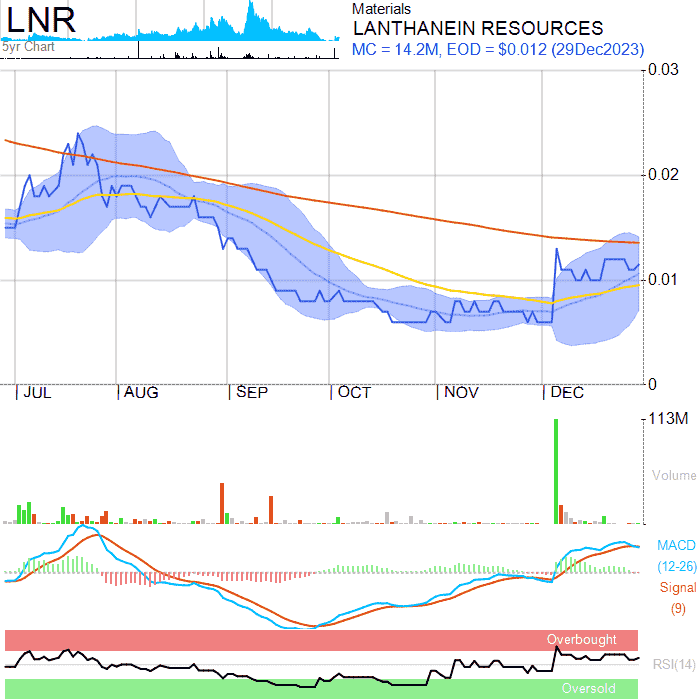 LNR
5yr Chart
Materials
LANTHANEIN RESOURCES
MC = 14.2M, EOD = $0.012 (29Dec2023)
0.03
0.02
0.01
0
JUL AUG SEP OCT NOV DEC
113M
Volume
MACD
(12-26)
Signal
(9)
Overbought
RSI(14)
Oversold